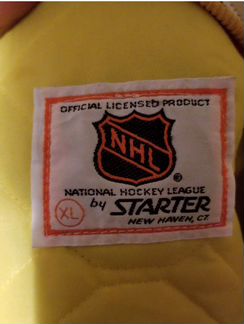 OFFICIAL LICENSED PRODUCT
NHL
®
NATIONAL HOCKEY LEAGUE
XL by STARTER
NEW HAVEN, CT.